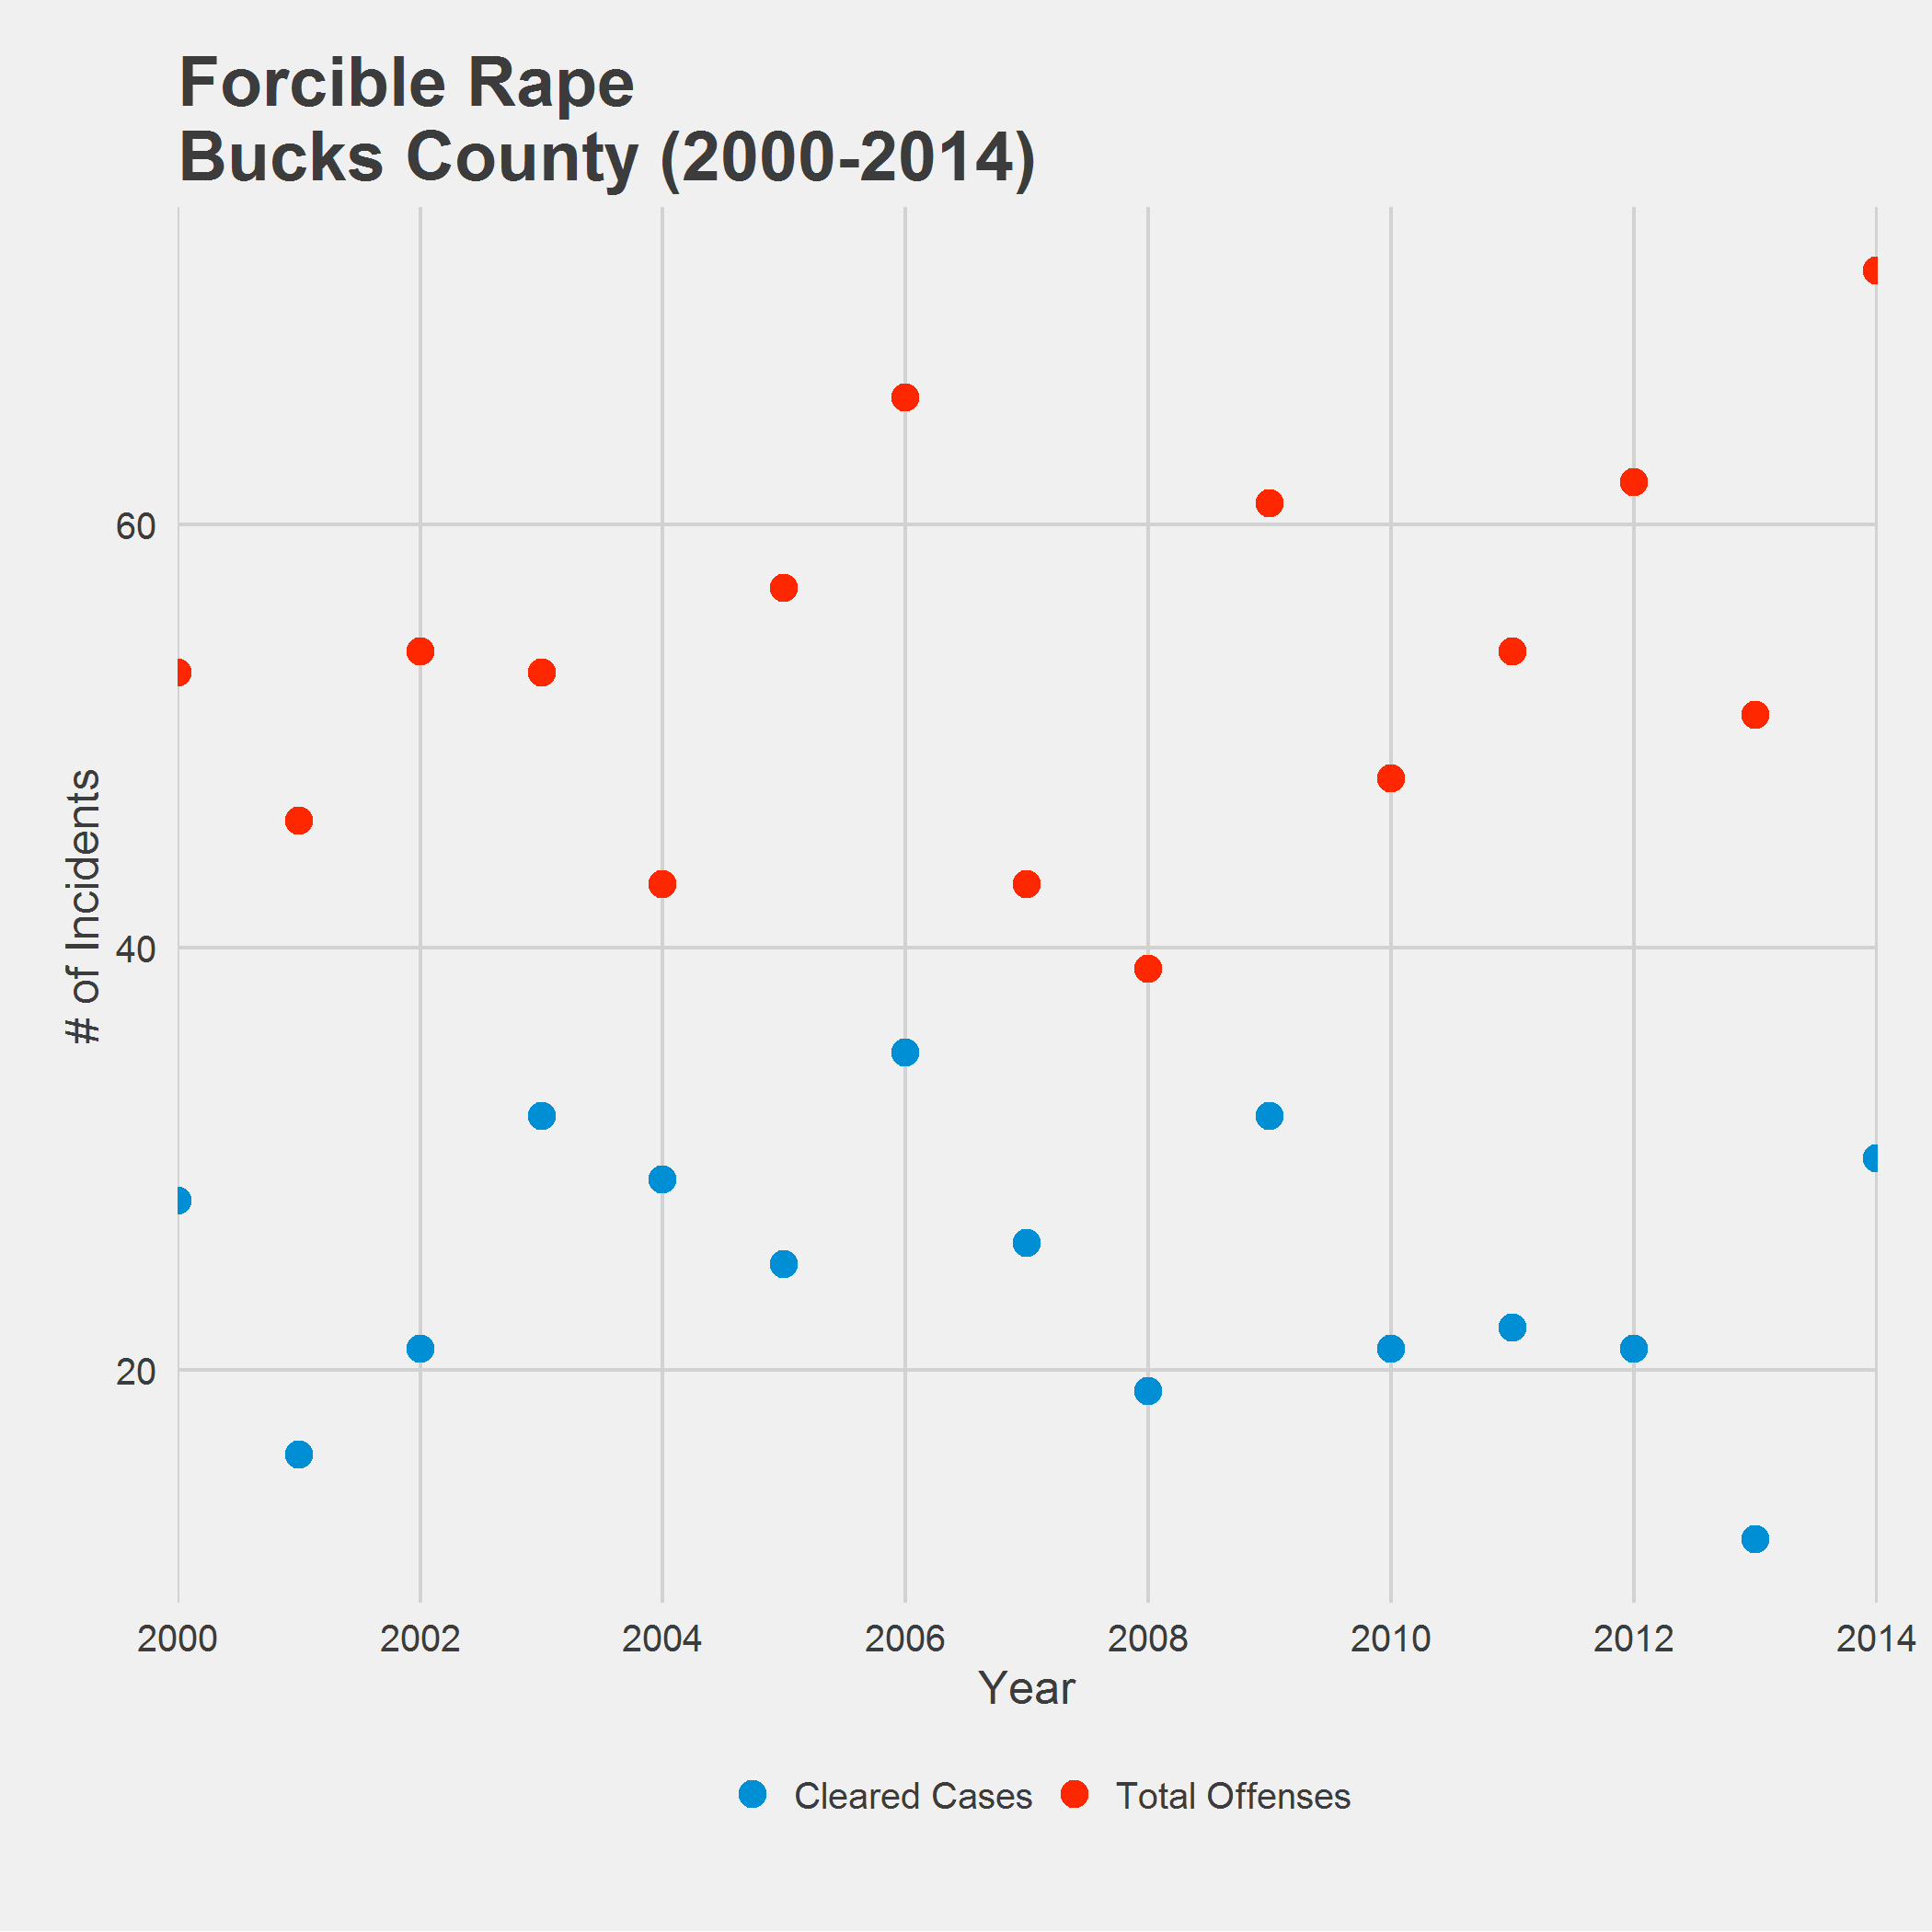 Forcible Rape
Bucks County (2000-2014)
# of Incidents
60
40
20
2000 2002 2004 2006 2008 2010 2012 2014
Year
Cleared Cases Total Offenses